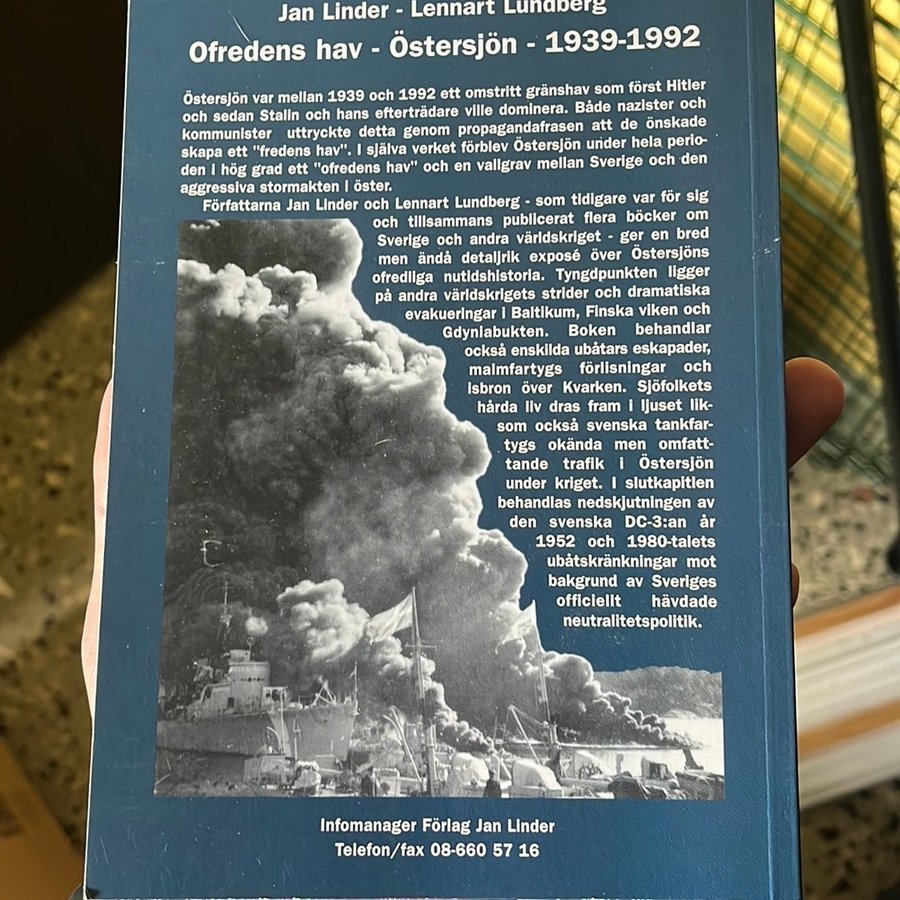 Jan Linder - Lennart Lundberg
Ofredens hav - Östersjön - 1939-1992
Östersjön var mellan 1939 och 1992 ett omstritt gränshav som först Hitler
och sedan Stalin och hans efterträdare ville dominera. Både nazister och
kommunister uttryckte detta genom propagandafrasen att de önskade
skapa ett "fredens hav". I själva verket förblev Östersjön under hela perio-
den i hög grad ett "ofredens hav" och en vallgrav mellan Sverige och den
aggressiva stormakten i öster.
Författarna Jan Linder och Lennart Lundberg - som tidigare var för sig
och tillsammans publicerat flera böcker om
Sverige och andra världskriget - ger en bred
men ändå detaljrik exposé över Östersjöns
ofredliga nutidshistoria. Tyngdpunkten ligger
på andra världskrigets strider och dramatiska
evakueringar i Baltikum, Finska viken och
Gdyniabukten. Boken behandlar
också enskilda ubåtars eskapader,
malmfartygs förlisningar och
isbron över Kvarken. Sjöfolkets
hårda liv dras fram i ljuset lik-
som också svenska tankfar-
tygs okända men omfatt-
tande trafik i Östersjön
under kriget. I slutkapitlen
behandlas nedskjutningen av
den svenska DC-3:an år
1952 och 1980-talets
ubåtskränkningar mot
bakgrund av Sveriges
officiellt hävdade
neutralitetspolitik.
Infomanager Förlag Jan Linder
Telefon/fax 08-660 57 16